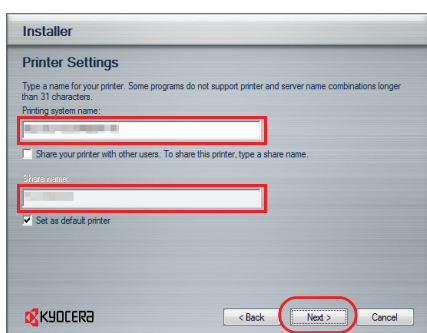 Installer
Printer Settings
Type a name for your printer. Some programs do not support printer and server name combinations longer
than 31 characters.
Printing system name:
Share your printer with other users. To share this printer, type a share name.
Share name:
Set as default printer
KYOCERA
< Back
Next >
Cancel